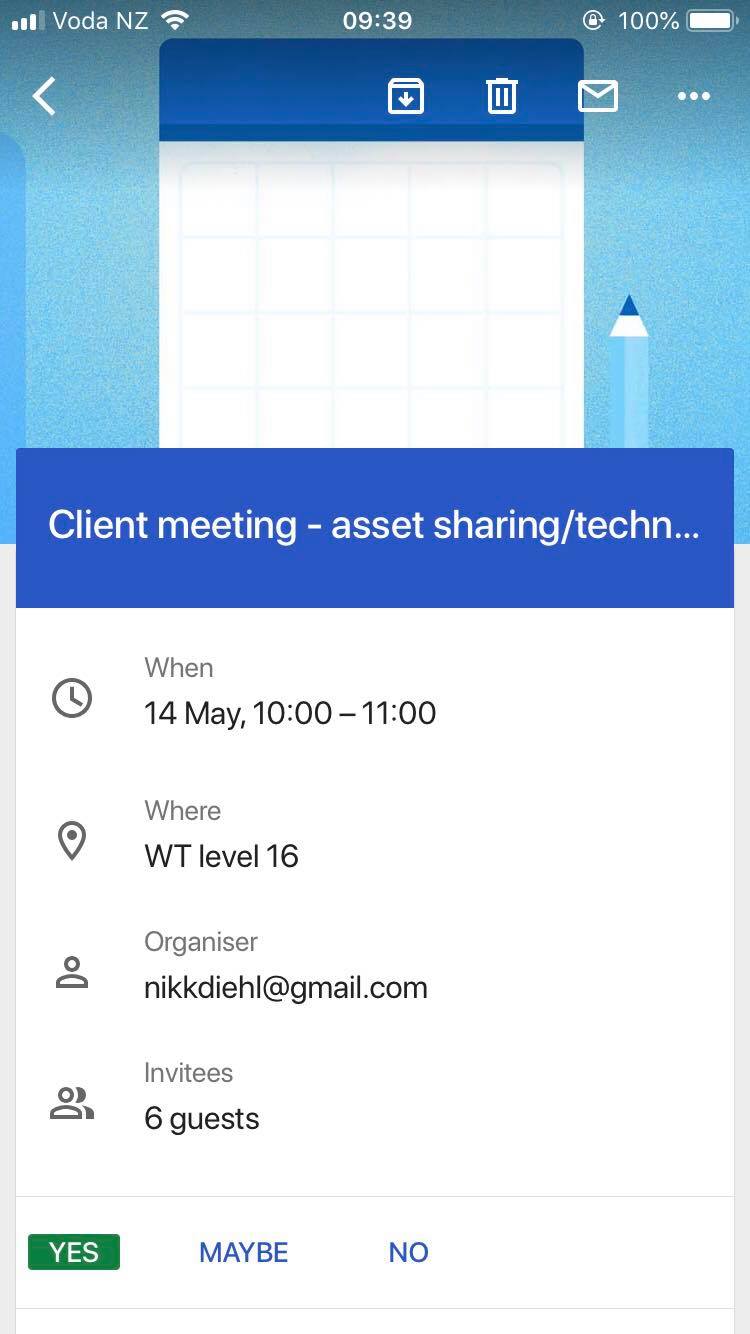 Voda NZ 09:39 100%
Client meeting - asset sharing/techn...
When
14 May, 10:00 – 11:00
Where
WT level 16
Organiser
nikkdiehl@gmail.com
Invitees
6 guests
YES MAYBE NO